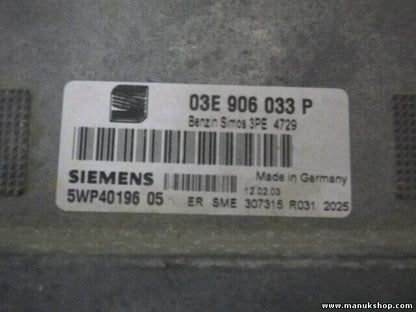 03E 906 033 P
Benzin Simos 3PE 4729
SIEMENS
Made in Germany
12.02.03
5WP40196 05
ER SME 307315 R031 2025
www.manukshop.com